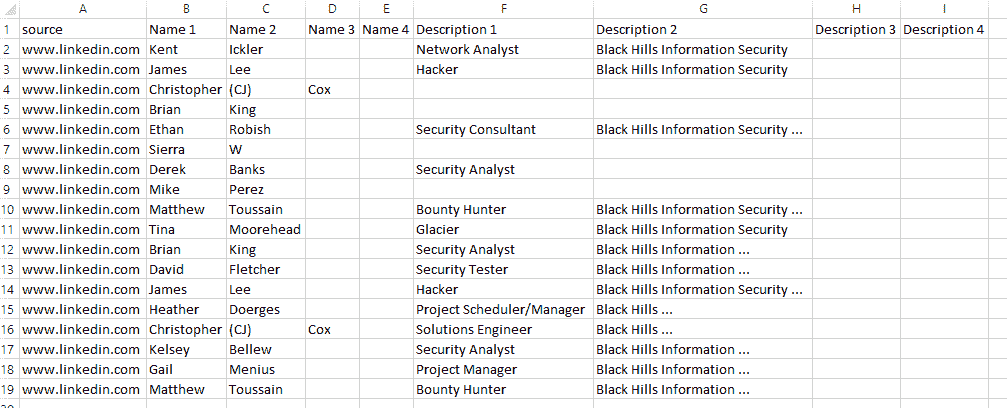 A B C D E F G H I
1 source Name 1 Name 2 Name 3 Name 4 Description 1 Description 2 Description 3 Description 4
2 www.linkedin.com Kent Ickler Network Analyst Black Hills Information Security
3 www.linkedin.com James Lee Hacker Black Hills Information Security
4 www.linkedin.com Christopher (CJ) Cox
5 www.linkedin.com Brian King
6 www.linkedin.com Ethan Robish Security Consultant Black Hills Information Security ...
7 www.linkedin.com Sierra W
8 www.linkedin.com Derek Banks Security Analyst
9 www.linkedin.com Mike Perez
10 www.linkedin.com Matthew Toussain Bounty Hunter Black Hills Information Security ...
11 www.linkedin.com Tina Moorehead Glacier Black Hills Information Security
12 www.linkedin.com Brian King Security Analyst Black Hills Information ...
13 www.linkedin.com David Fletcher Security Tester Black Hills Information ...
14 www.linkedin.com James Lee Hacker Black Hills Information Security ...
15 www.linkedin.com Heather Doerges Project Scheduler/Manager Black Hills ...
16 www.linkedin.com Christopher (CJ) Cox Solutions Engineer Black Hills ...
17 www.linkedin.com Kelsey Bellew Security Analyst Black Hills Information ...
18 www.linkedin.com Gail Menius Project Manager Black Hills Information ...
19 www.linkedin.com Matthew Toussain Bounty Hunter Black Hills Information ...